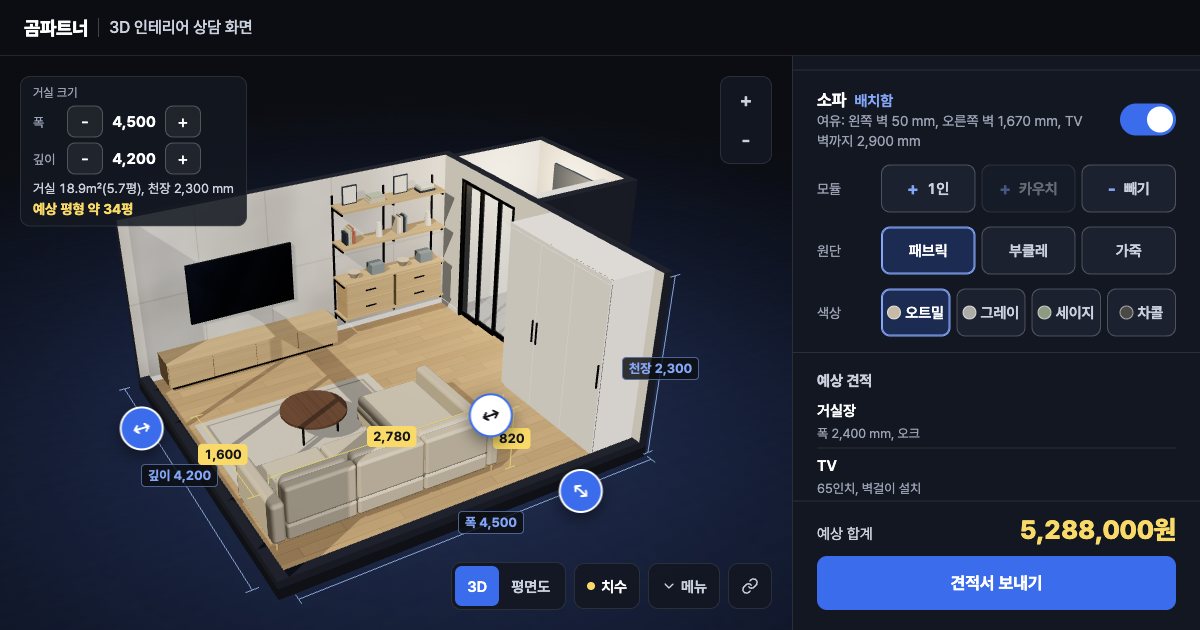 곰파트너
3D 인테리어 상담 화면
거실 크기
폭 - 4,500 +
깊이 - 4,200 +
거실 18.9m²(5.7평), 천장 2,300 mm
예상 평형 약 34평
+
-
천장 2,300
2,780
820
1,600
깊이 4,200
폭 4,500
3D 평면도
치수
메뉴
소파 배치함
여유: 왼쪽 벽 50 mm, 오른쪽 벽 1,670 mm, TV
벽까지 2,900 mm
모듈 + 1인 + 카우치 - 빼기
원단 패브릭 부클레 가죽
색상 오트밀 그레이 세이지 차콜
예상 견적
거실장
폭 2,400 mm, 오크
TV
65인치, 벽걸이 설치
예상 합계 5,288,000원
견적서 보내기